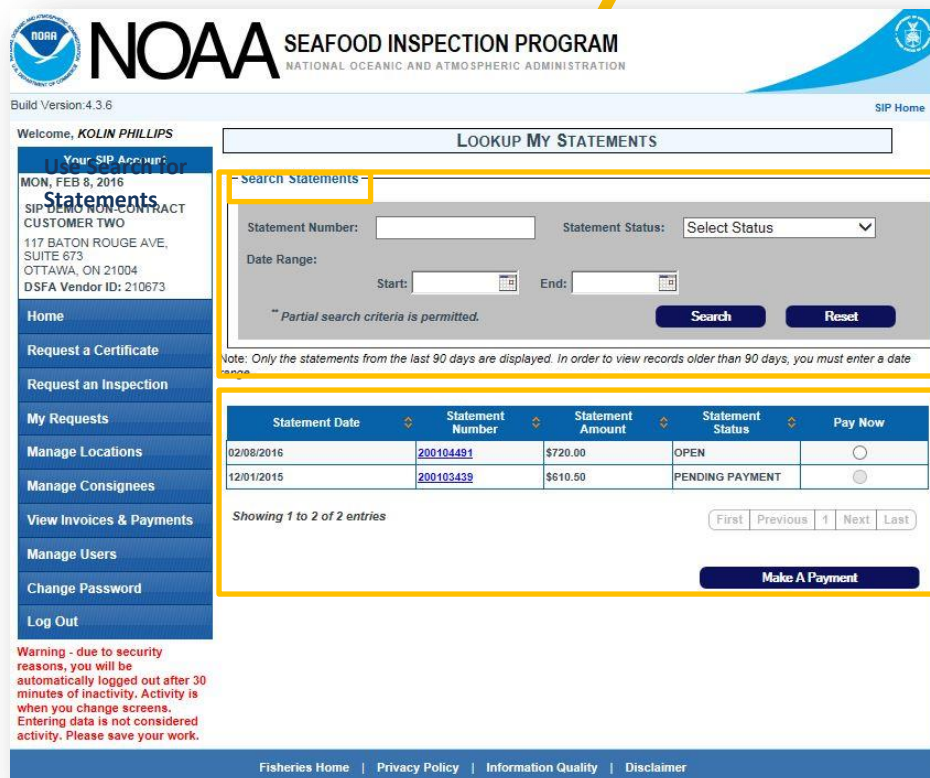 NOAA
NOAA SEAFOOD INSPECTION PROGRAM
NATIONAL OCEANIC AND ATMOSPHERIC ADMINISTRATION
Build Version:4.3.6
SIP Home
Welcome, KOLIN PHILLIPS
LOOKUP MY STATEMENTS
Your SIP Account
Use Search for
Statements
MON, FEB 8, 2016
SIP DEMO NON-CONTRACT
CUSTOMER TWO
117 BATON ROUGE AVE,
SUITE 673
OTTAWA, ON 21004
DSFA Vendor ID: 210673
Home
Request a Certificate
Request an Inspection
My Requests
Manage Locations
Manage Consignees
View Invoices & Payments
Manage Users
Change Password
Log Out
Warning - due to security
reasons, you will be
automatically logged out after 30
minutes of inactivity. Activity is
when you change screens.
Entering data is not considered
activity. Please save your work.
Search Statements
Statement Number: Statement Status: Select Status
Date Range:
Start: End:
** Partial search criteria is permitted. Search Reset
Note: Only the statements from the last 90 days are displayed. In order to view records older than 90 days, you must enter a date
range.
Statement Date Statement Number Statement Amount Statement Status Pay Now
02/08/2016 200104491 $720.00 OPEN
12/01/2015 200103439 $610.50 PENDING PAYMENT
Showing 1 to 2 of 2 entries First Previous 1 Next Last
Make A Payment
Fisheries Home | Privacy Policy | Information Quality | Disclaimer